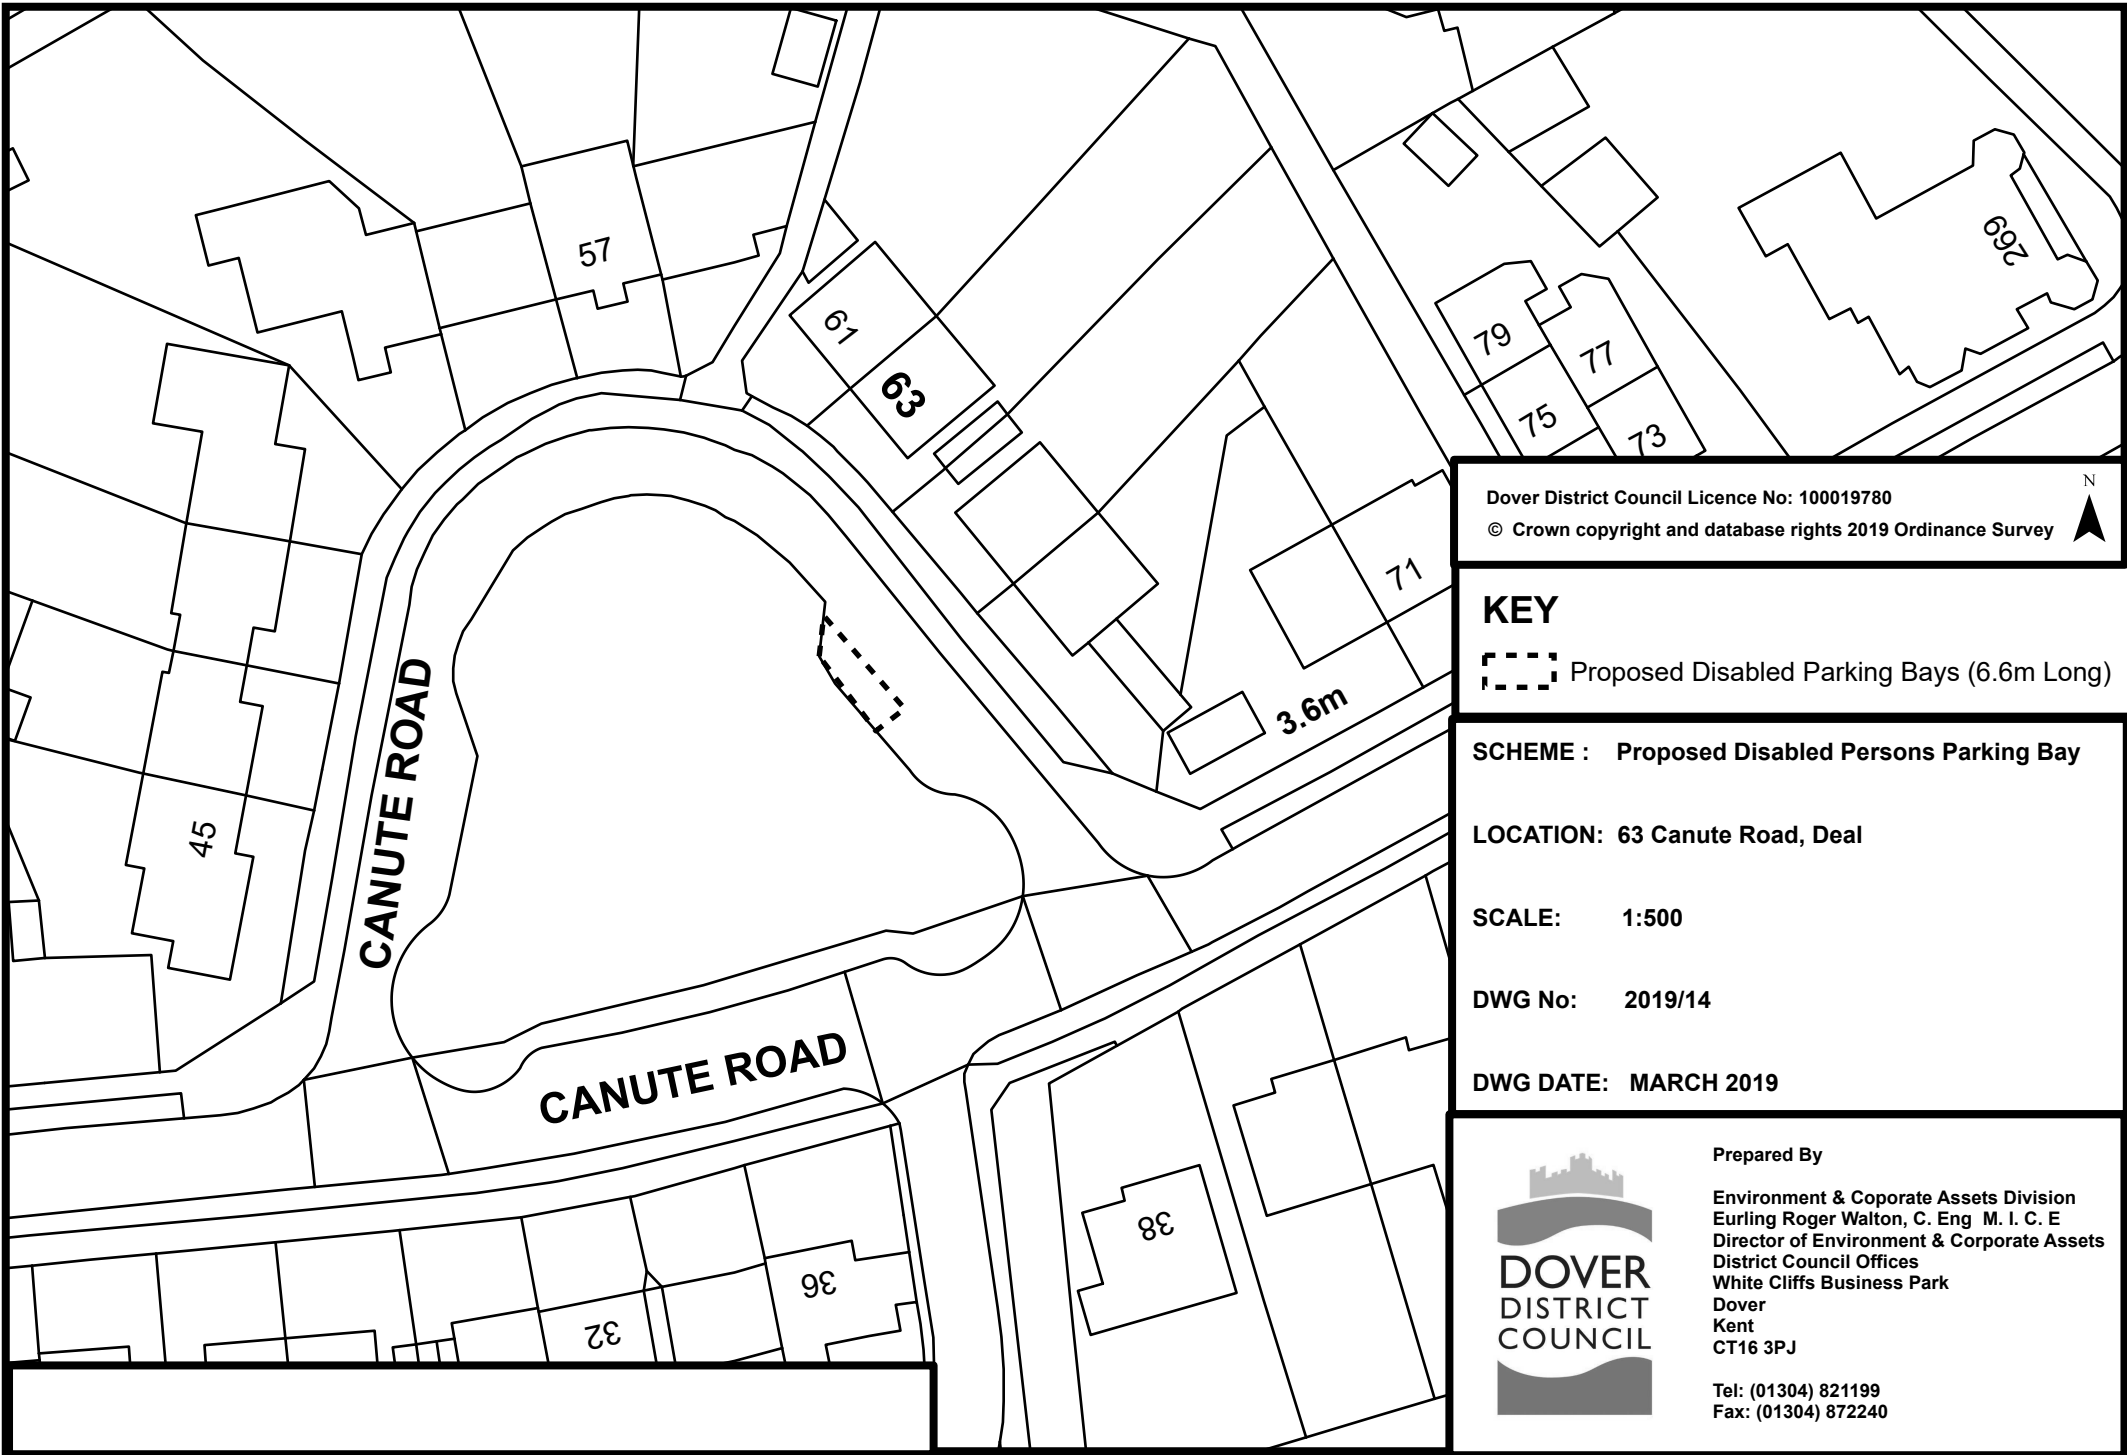 57
61
63
269
79
77
75
73
71
3.6m
45
CANUTE ROAD
CANUTE ROAD
38
36
32
Dover District Council Licence No: 100019780
© Crown copyright and database rights 2019 Ordinance Survey
N
KEY
Proposed Disabled Parking Bays (6.6m Long)
SCHEME : Proposed Disabled Persons Parking Bay
LOCATION: 63 Canute Road, Deal
SCALE: 1:500
DWG No: 2019/14
DWG DATE: MARCH 2019
DOVER
DISTRICT
COUNCIL
Prepared By
Environment & Coporate Assets Division
Eurling Roger Walton, C. Eng M. I. C. E
Director of Environment & Corporate Assets
District Council Offices
White Cliffs Business Park
Dover
Kent
CT16 3PJ
Tel: (01304) 821199
Fax: (01304) 872240